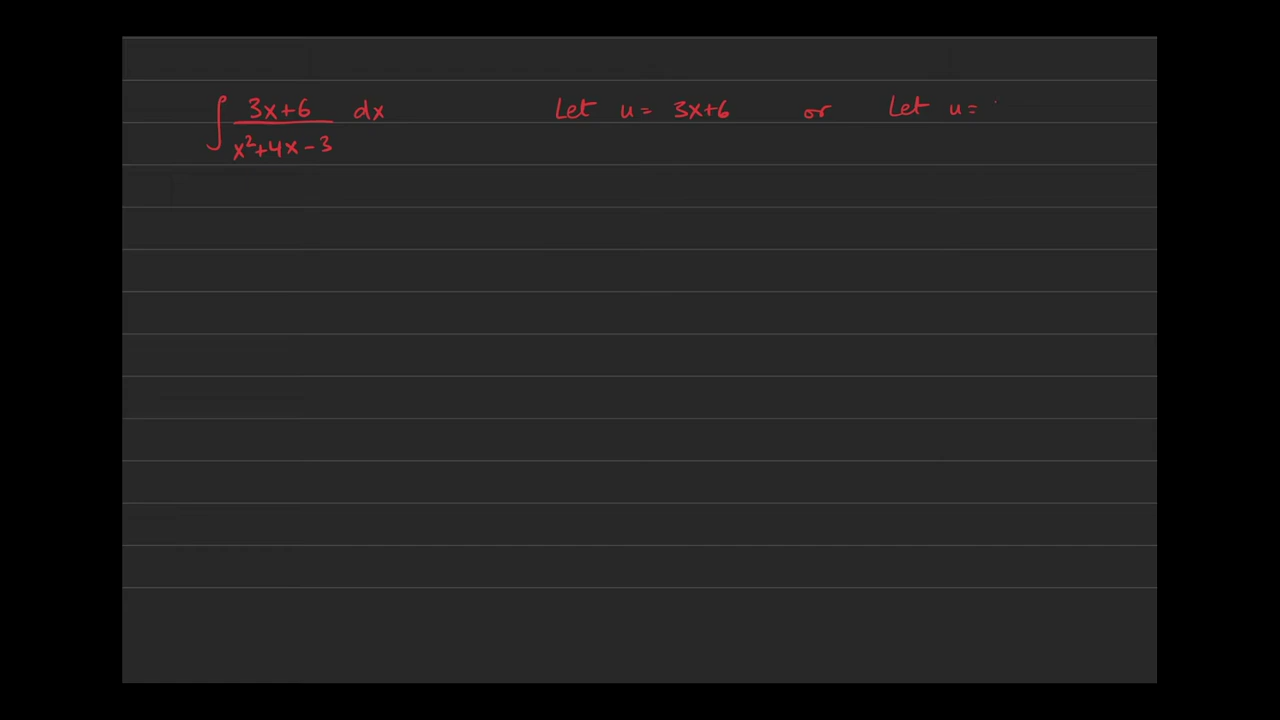 ∫ 3x+6 dx Let u= 3x+6 or Let u=
x²+4x-3